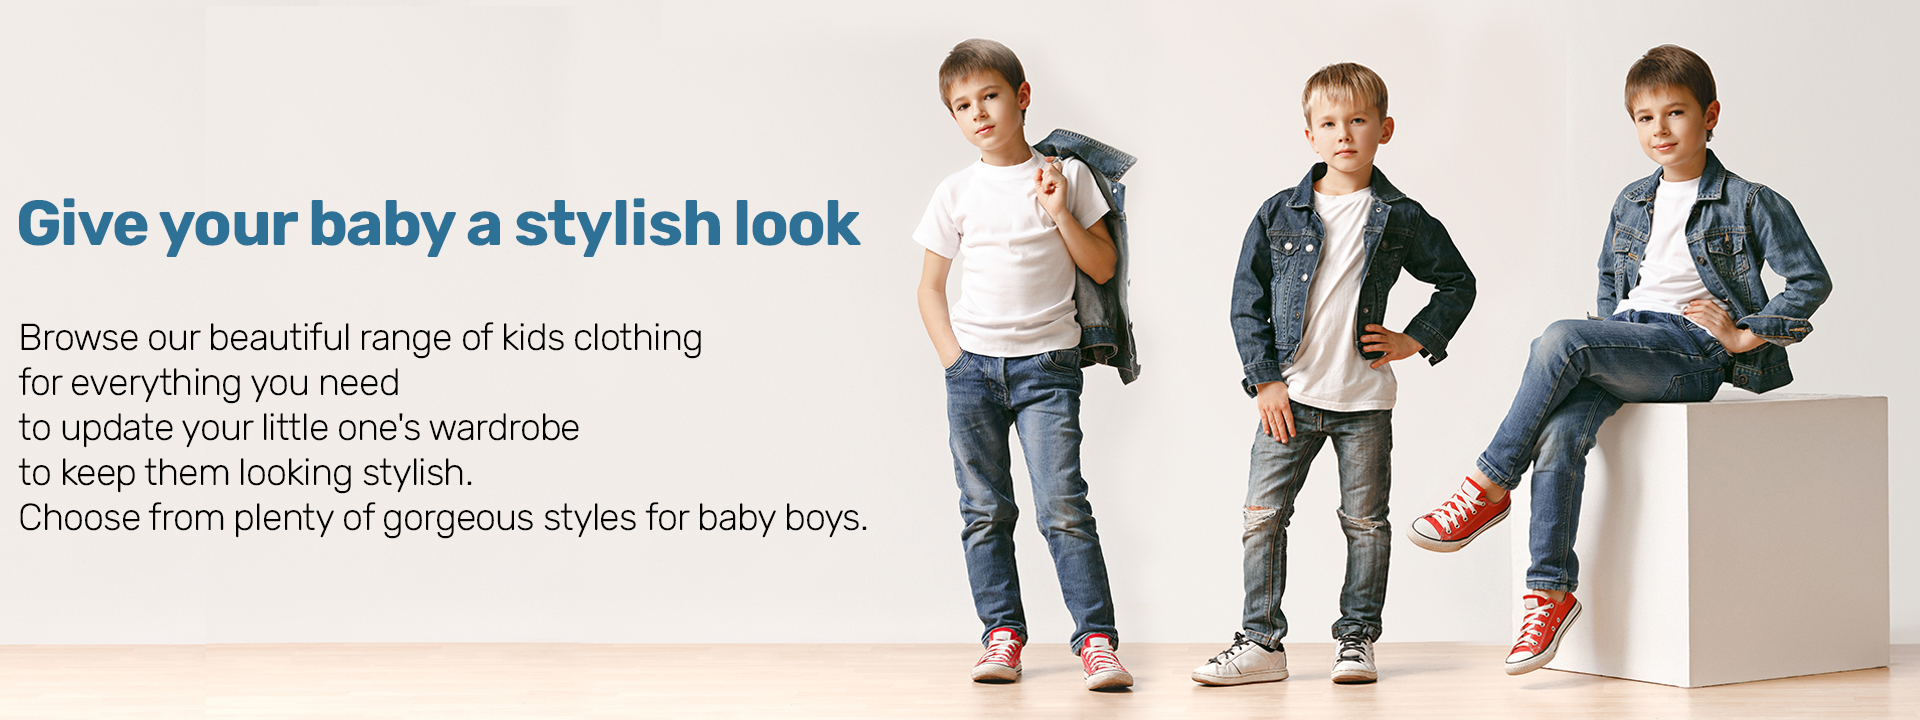 Give your baby a stylish look
Browse our beautiful range of kids clothing
for everything you need
to update your little one's wardrobe
to keep them looking stylish.
Choose from plenty of gorgeous styles for baby boys.